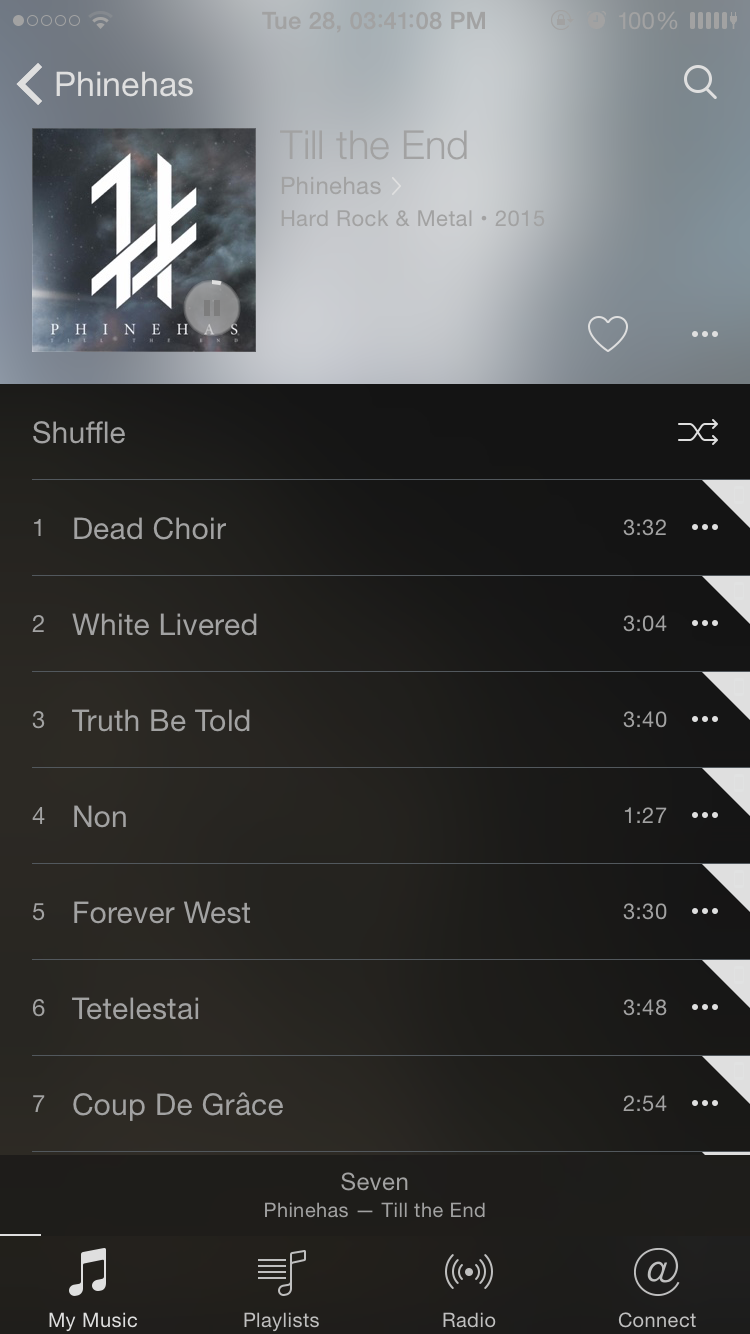 Tue 28, 03:41:08 PM 100%
Phinehas
Till the End
Phinehas
Hard Rock & Metal • 2015
PHINEHAS
TILL THE END
Shuffle
1 Dead Choir 3:32
2 White Livered 3:04
3 Truth Be Told 3:40
4 Non 1:27
5 Forever West 3:30
6 Tetelestai 3:48
7 Coup De Grâce 2:54
Seven
Phinehas — Till the End
My Music Playlists Radio Connect